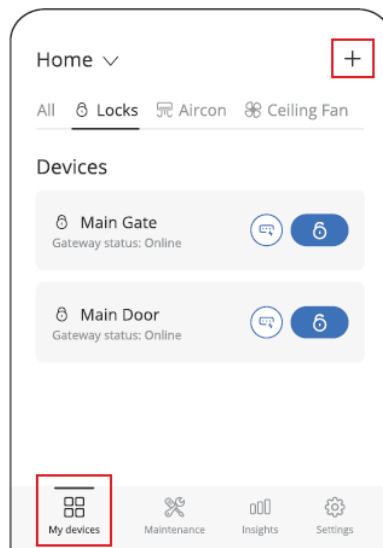 Home
All Locks Aircon Ceiling Fan
Devices
Main Gate
Gateway status: Online
Main Door
Gateway status: Online
My devices Maintenance Insights Settings